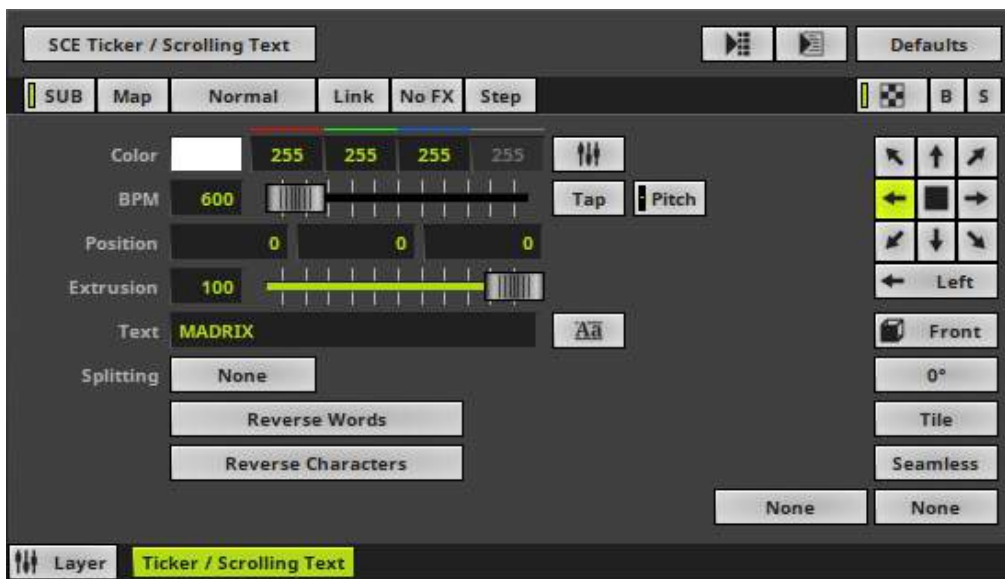 SCE Ticker / Scrolling Text Defaults
SUB Map Normal Link No FX Step B S
Color 255 255 255 255
BPM 600 Tap Pitch
Position 0 0 0
Extrusion 100 Left
Text MADRIX Aa Front
Splitting None 0°
Reverse Words Tile
Reverse Characters Seamless
None None
Layer Ticker / Scrolling Text